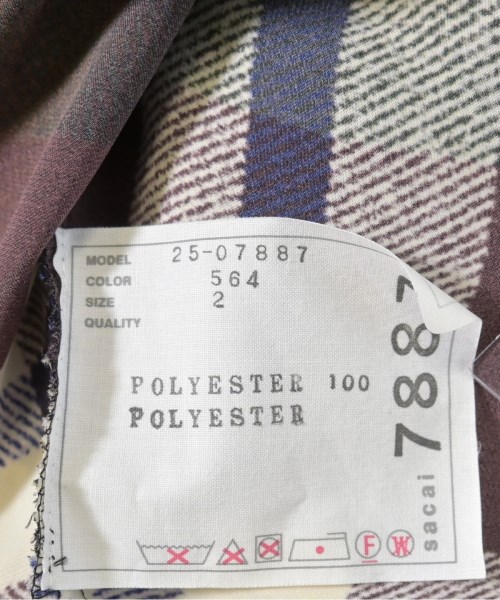 MODEL 25-07887
COLOR 564
SIZE 2
QUALITY
POLYESTER 100
POLYESTER
F W
sacai 7887